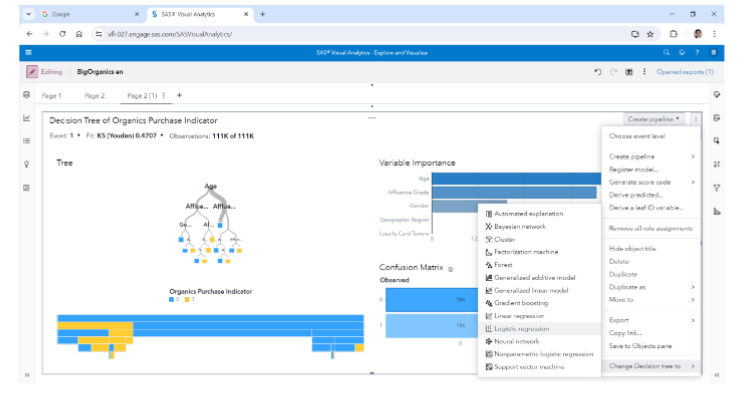 Google
SAS® Visual Analytics
vfl-027.engage.sas.com/SASVisualAnalytics/
SAS® Visual Analytics - Explore and Visualize
Editing
BigOrganics en
Opened reports (1)
Page 1
Page 2
Page 2 (1)
Decision Tree of Organics Purchase Indicator
Create pipeline
Event: 1 • Fit: KS (Youden) 0.4707 • Observations: 111K of 111K
Tree
Age
Afflue... Afflue...
Ge... Af...
Organics Purchase Indicator
0 1
Variable Importance
Age
Affluence Grade
Gender
Geographic Region
Loyalty Card Tenure
0
Confusion Matrix
Observed
0
1
0
Automated explanation
Bayesian network
Cluster
Factorization machine
Forest
Generalized additive model
Generalized linear model
Gradient boosting
Linear regression
Logistic regression
Neural network
Nonparametric logistic regression
Support vector machine
Choose event level
Create pipeline
Register model...
Generate score code
Derive predicted...
Derive a leaf ID variable...
Remove all role assignments
Hide object title
Delete
Duplicate
Duplicate as
Move to
Export
Copy link...
Save to Objects pane
Change Decision tree to